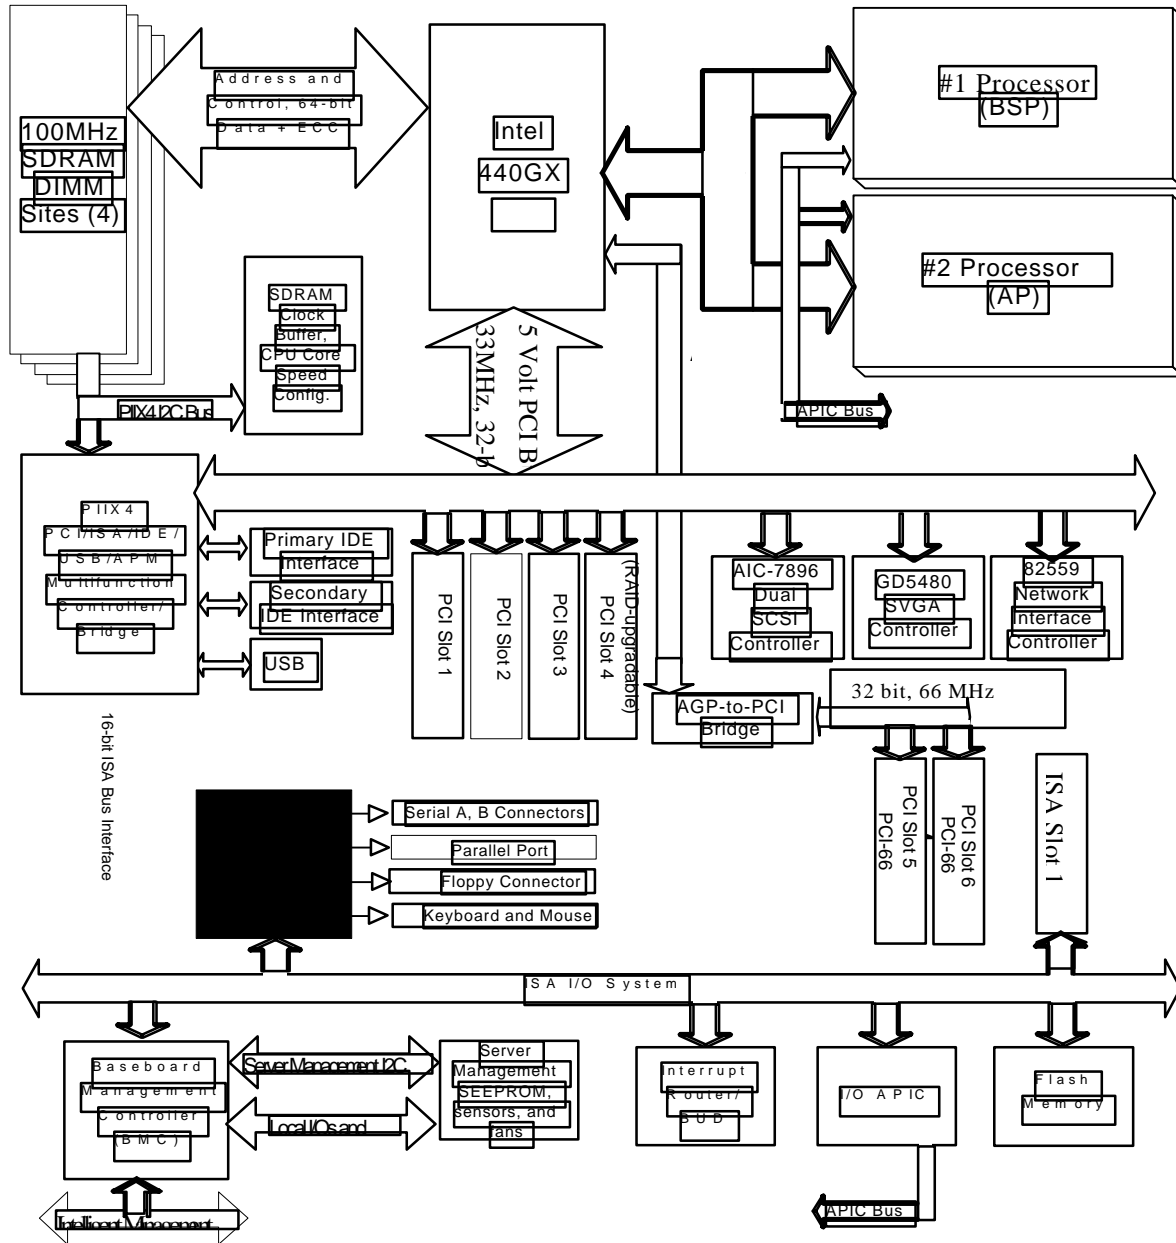 100MHz
SDRAM
DIMM
Sites (4)
Address and
Control, 64-bit
Data + ECC
Intel
440GX
#1 Processor
(BSP)
#2 Processor
(AP)
SDRAM
Clock
Buffer,
CPU Core
Speed
Config.
PIIX4 I2C Bus
5 Volt PCI B
33MHz, 32-b
APIC Bus
PIIX4
PCI/ISA/IDE/
USB/APM
Multifunction
Controller/
Bridge
Primary IDE
Interface
Secondary
IDE Interface
USB
PCI Slot 1
PCI Slot 2
PCI Slot 3
PCI Slot 4
(RAID-upgradable)
AIC-7896
Dual
SCSI
Controller
GD5480
SVGA
Controller
82559
Network
Interface
Controller
AGP-to-PCI
Bridge
32 bit, 66 MHz
PCI Slot 5
PCI-66
PCI Slot 6
PCI-66
ISA Slot 1
16-bit ISA Bus Interface
Serial A, B Connectors
Parallel Port
Floppy Connector
Keyboard and Mouse
ISA I/O System
Baseboard
Management
Controller
(BMC)
Server Management I2C
Local I/Os and
Server
Management
SEEPROM,
sensors, and
fans
Interrupt
Router/
BUD
I/O APIC
Flash
Memory
APIC Bus
Intelligent Management